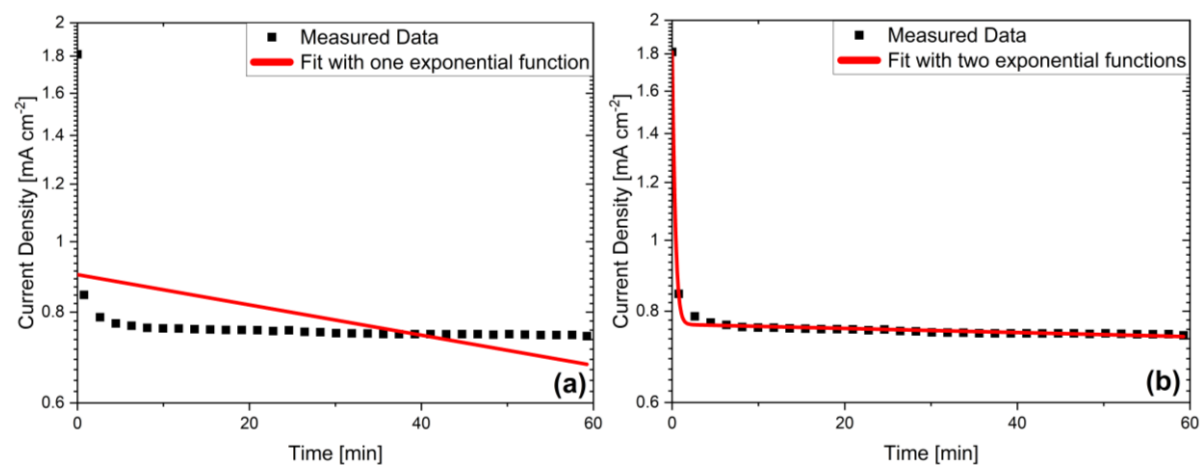 Measured Data
Fit with one exponential function
2
1.8
1.6
1.4
1.2
1
0.8
0.6
Current Density [mA cm-2]
0
20
40
60
Time [min]
(a)
Measured Data
Fit with two exponential functions
2
1.8
1.6
1.4
1.2
1
0.8
0.6
Current Density [mA cm-2]
0
20
40
60
Time [min]
(b)